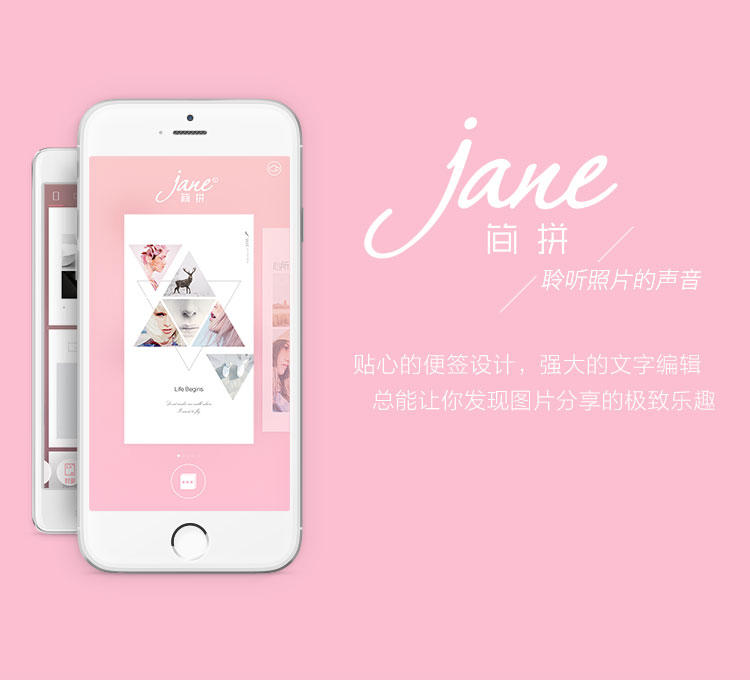 jane
简拼
聆听照片的声音
贴心的便签设计，强大的文字编辑
总能让你发现图片分享的极致乐趣
jane
简拼
Life Begins